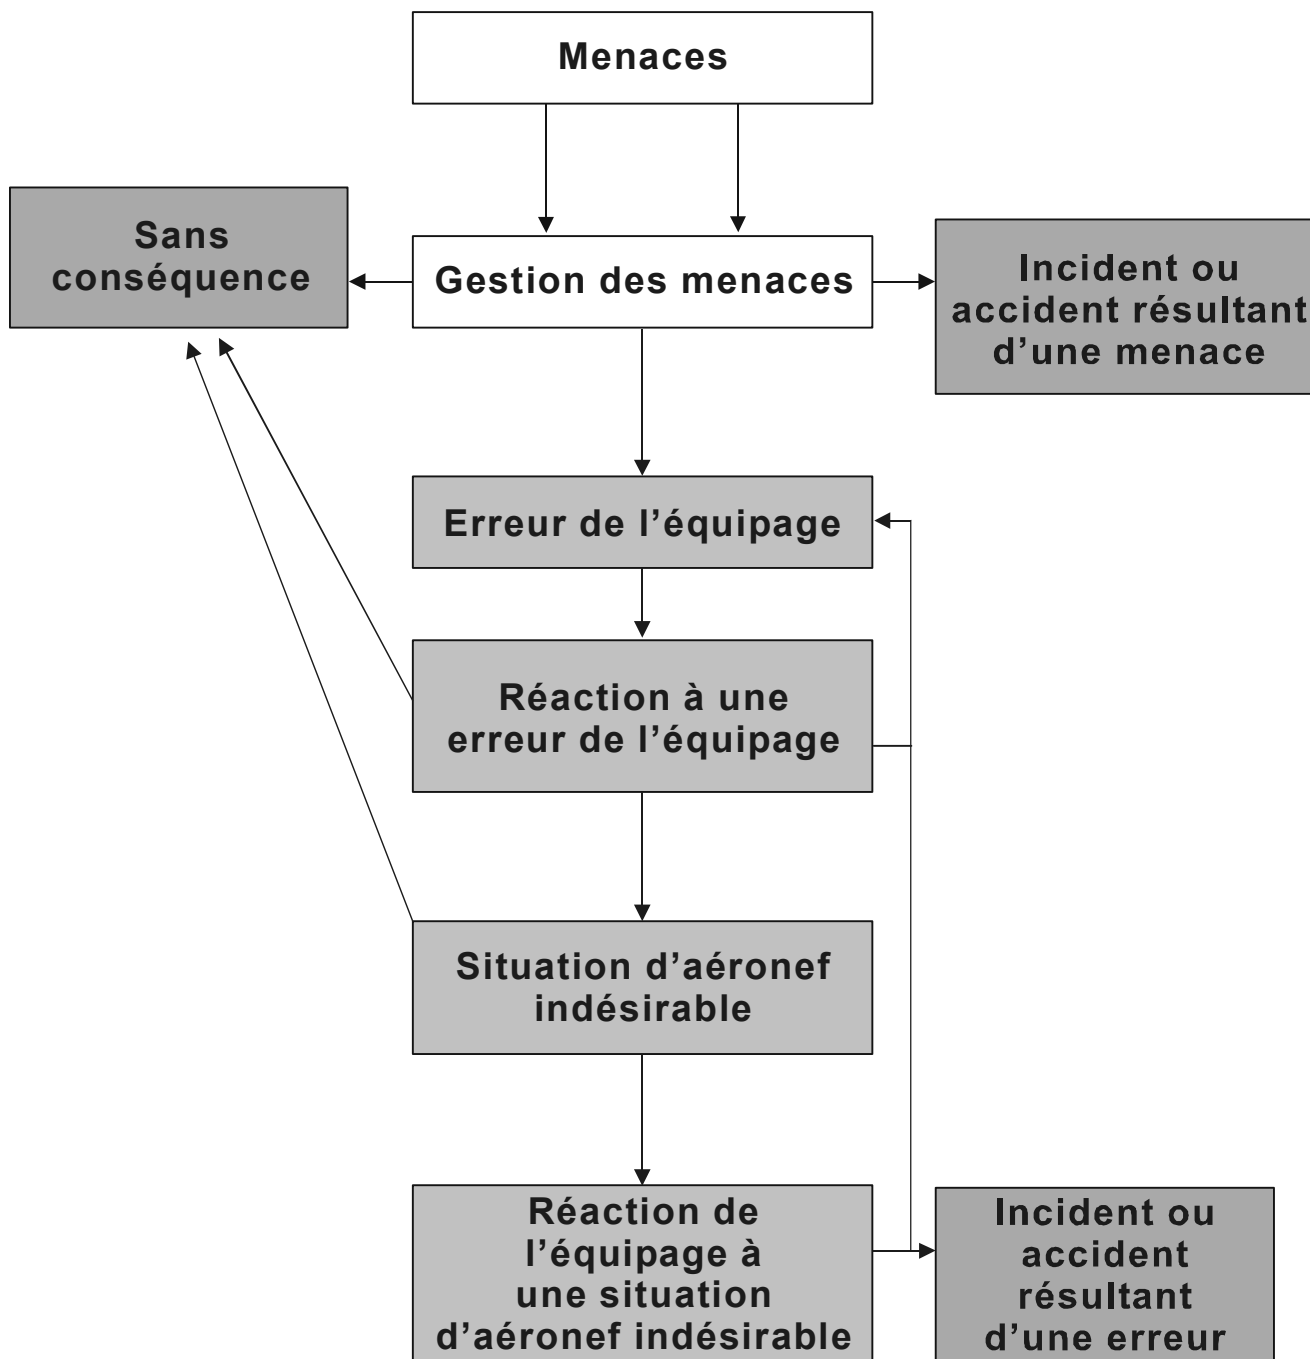 Menaces
Sans
conséquence
Gestion des menaces
Incident ou
accident résultant
d’une menace
Erreur de l’équipage
Réaction à une
erreur de l’équipage
Situation d’aéronef
indésirable
Réaction de
l’équipage à
une situation
d’aéronef indésirable
Incident ou
accident
résultant
d’une erreur